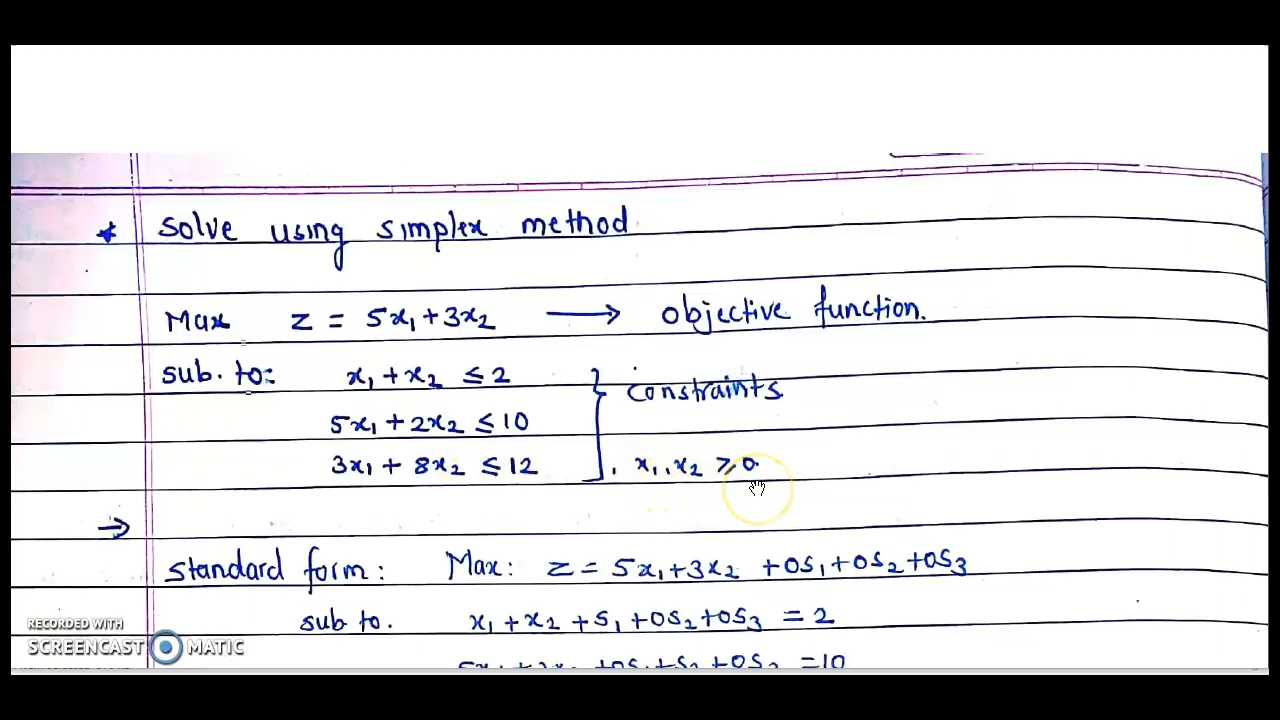 * Solve using simplex method
Max z = 5x₁ + 3x₂ → objective function.
sub. to: x₁ + x₂ ≤ 2 } constraints.
5x₁ + 2x₂ ≤ 10
3x₁ + 8x₂ ≤ 12 , x₁, x₂ ≥ 0.
→
standard form: Max: z = 5x₁ + 3x₂ + 0S₁ + 0S₂ + 0S₃
sub to. x₁ + x₂ + S₁ + 0S₂ + 0S₃ = 2
=10
RECORDED WITH
SCREENCAST MATIC